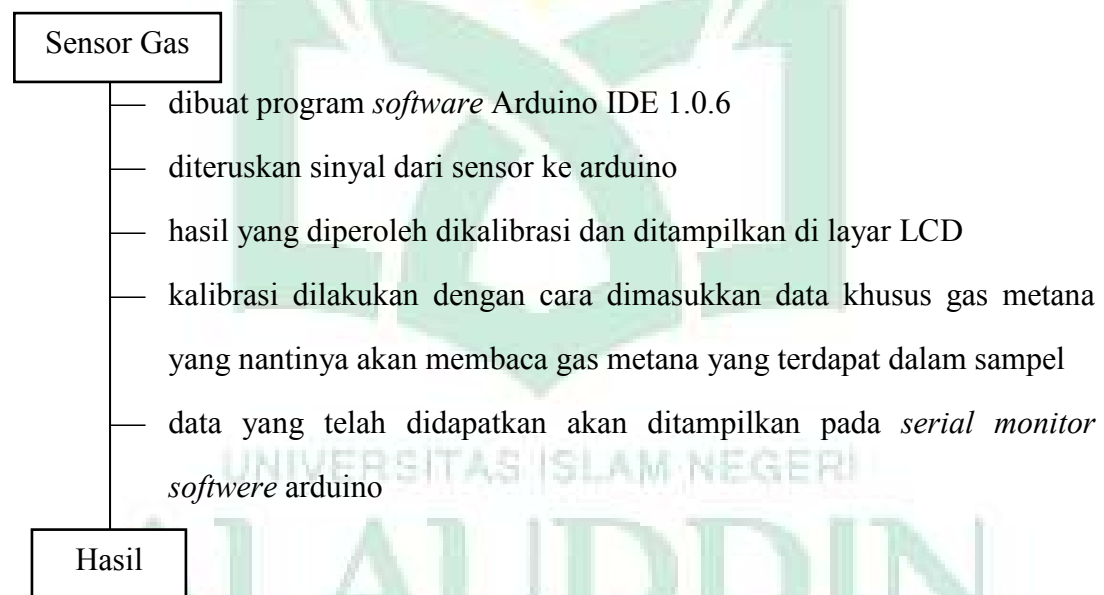 Sensor Gas
dibuat program software Arduino IDE 1.0.6
diteruskan sinyal dari sensor ke arduino
hasil yang diperoleh dikalibrasi dan ditampilkan di layar LCD
kalibrasi dilakukan dengan cara dimasukkan data khusus gas metana
yang nantinya akan membaca gas metana yang terdapat dalam sampel
data yang telah didapatkan akan ditampilkan pada serial monitor
UNIVERSITAS ISLAM NEGERI
softwere arduino
Hasil
ALAUDDIN